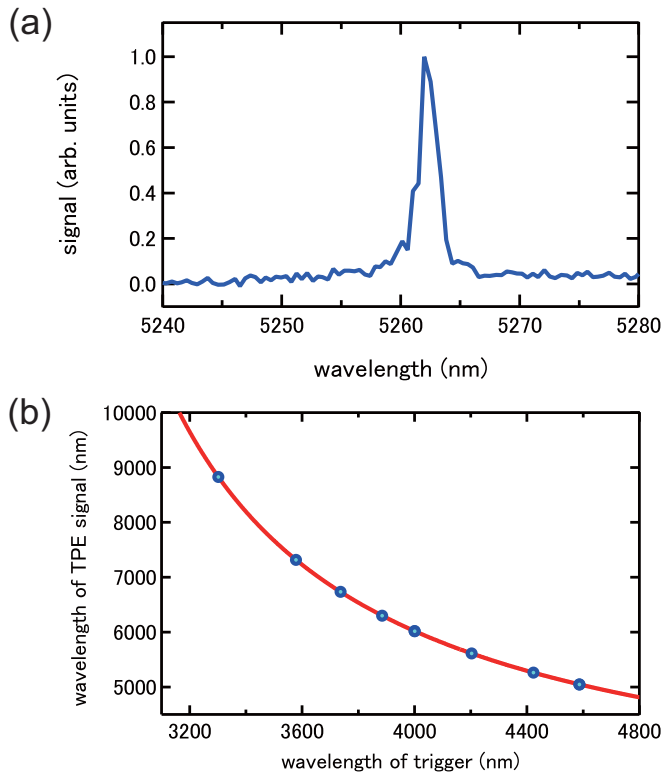 (a)
signal (arb. units)
1.0
0.8
0.6
0.4
0.2
0.0
5240 5250 5260 5270 5280
wavelength (nm)
(b)
wavelength of TPE signal (nm)
10000
9000
8000
7000
6000
5000
3200 3600 4000 4400 4800
wavelength of trigger (nm)